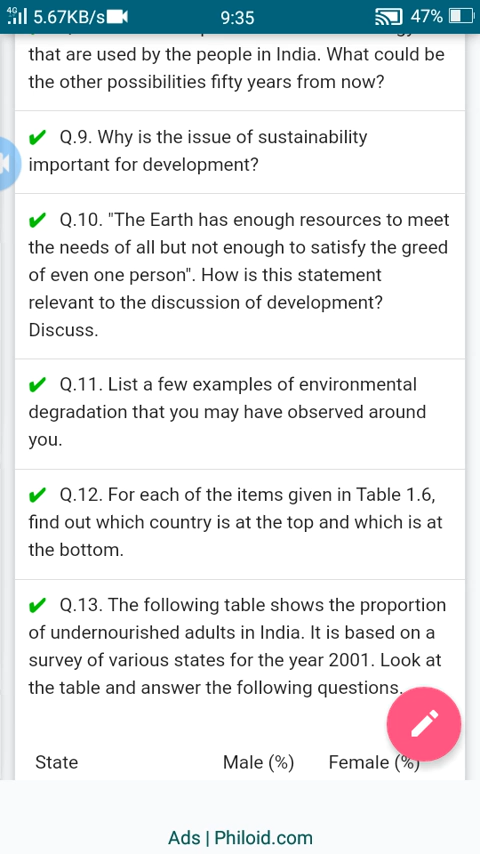 4G 5.67KB/s 9:35 47%
that are used by the people in India. What could be
the other possibilities fifty years from now?
✔ Q.9. Why is the issue of sustainability
important for development?
✔ Q.10. "The Earth has enough resources to meet
the needs of all but not enough to satisfy the greed
of even one person". How is this statement
relevant to the discussion of development?
Discuss.
✔ Q.11. List a few examples of environmental
degradation that you may have observed around
you.
✔ Q.12. For each of the items given in Table 1.6,
find out which country is at the top and which is at
the bottom.
✔ Q.13. The following table shows the proportion
of undernourished adults in India. It is based on a
survey of various states for the year 2001. Look at
the table and answer the following questions.
State Male (%) Female (%)
Ads | Philoid.com